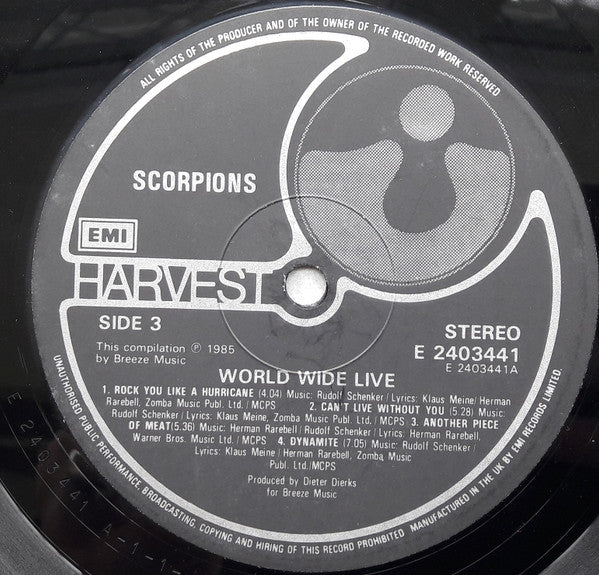 ALL RIGHTS OF THE PRODUCER AND OF THE OWNER OF THE RECORDED WORK RESERVED
SCORPIONS
EMI
HARVEST
SIDE 3
STEREO
This compilation ℗ 1985
by Breeze Music
E 2403441
E 2403441A
WORLD WIDE LIVE
1. ROCK YOU LIKE A HURRICANE (4.04) Music: Rudolf Schenker/Lyrics: Klaus Meine/Herman
Rarebell, Zomba Music Publ. Ltd./MCPS 2. CAN'T LIVE WITHOUT YOU (5.28) Music:
Rudolf Schenker/Lyrics: Klaus Meine, Zomba Music Publ. Ltd./MCPS 3. ANOTHER PIECE
OF MEAT(5.36) Music: Herman Rarebell, Rudolf Schenker/Lyrics: Herman Rarebell,
Warner Bros. Music Ltd./MCPS 4. DYNAMITE (7.05) Music: Rudolf Schenker/
Lyrics: Klaus Meine/Herman Rarebell, Zomba Music
Publ. Ltd./MCPS
Produced by Dieter Dierks
for Breeze Music
UNAUTHORISED PUBLIC PERFORMANCE, BROADCASTING, COPYING AND HIRING OF THIS RECORD PROHIBITED MANUFACTURED IN THE UK BY EMI RECORDS LIMITED.
E 2403441 A-1-1-